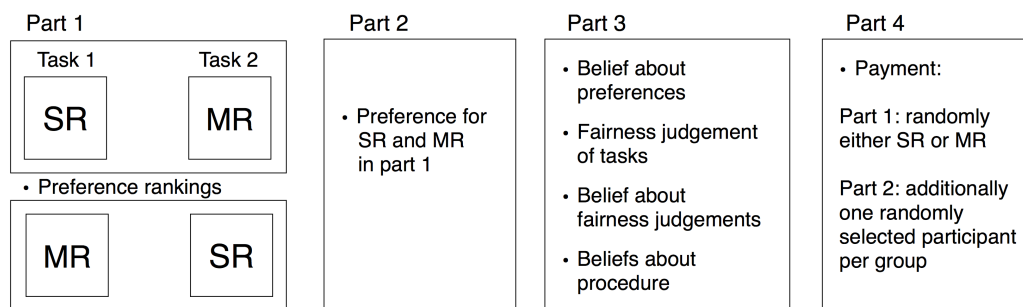 Part 1
Task 1
Task 2
SR
MR
• Preference rankings
MR
SR
Part 2
• Preference for
SR and MR
in part 1
Part 3
• Belief about
preferences
• Fairness judgement
of tasks
• Belief about
fairness judgements
• Beliefs about
procedure
Part 4
• Payment:
Part 1: randomly
either SR or MR
Part 2: additionally
one randomly
selected participant
per group